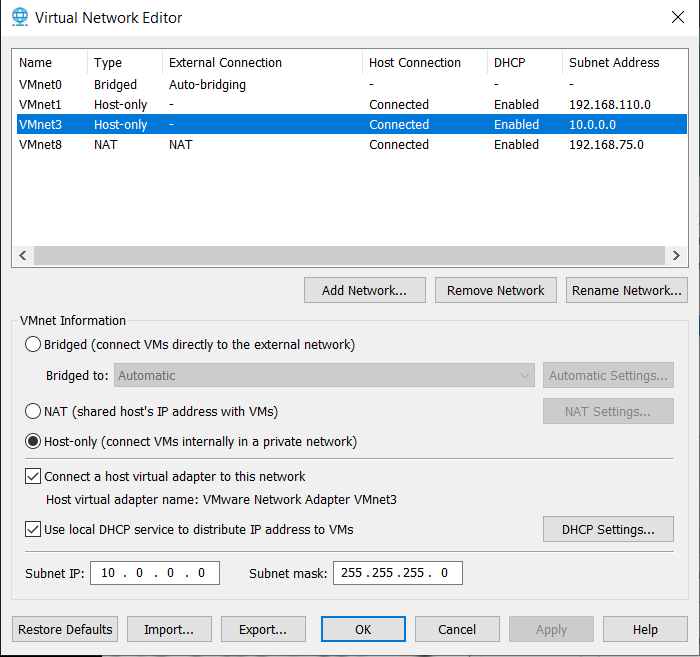 Virtual Network Editor
Name Type External Connection Host Connection DHCP Subnet Address
VMnet0 Bridged Auto-bridging - - -
VMnet1 Host-only - Connected Enabled 192.168.110.0
VMnet3 Host-only - Connected Enabled 10.0.0.0
VMnet8 NAT NAT Connected Enabled 192.168.75.0
Add Network... Remove Network Rename Network...
VMnet Information
Bridged (connect VMs directly to the external network)
Bridged to: Automatic Automatic Settings...
NAT (shared host's IP address with VMs) NAT Settings...
Host-only (connect VMs internally in a private network)
Connect a host virtual adapter to this network
Host virtual adapter name: VMware Network Adapter VMnet3
Use local DHCP service to distribute IP address to VMs DHCP Settings...
Subnet IP: 10 . 0 . 0 . 0 Subnet mask: 255 . 255 . 255 . 0
Restore Defaults Import... Export... OK Cancel Apply Help